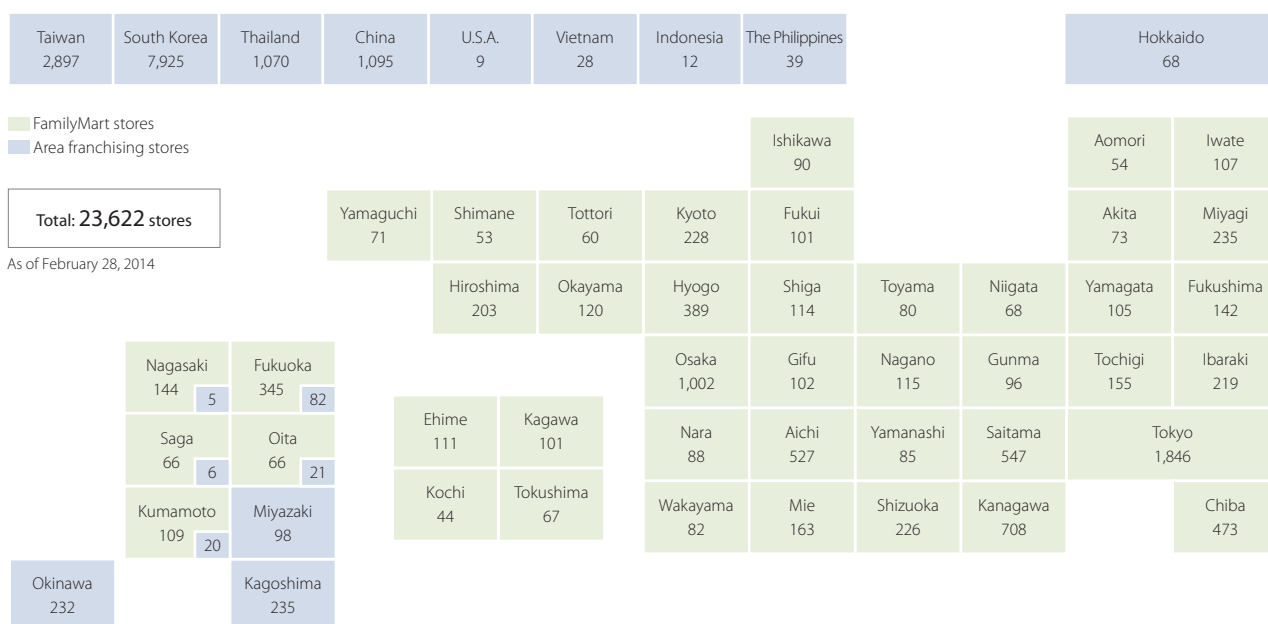 Taiwan
2,897
South Korea
7,925
Thailand
1,070
China
1,095
U.S.A.
9
Vietnam
28
Indonesia
12
The Philippines
39
Hokkaido
68
FamilyMart stores
Area franchising stores
Total: 23,622 stores
As of February 28, 2014
Ishikawa
90
Aomori
54
Iwate
107
Yamaguchi
71
Shimane
53
Tottori
60
Kyoto
228
Fukui
101
Akita
73
Miyagi
235
Hiroshima
203
Okayama
120
Hyogo
389
Shiga
114
Toyama
80
Niigata
68
Yamagata
105
Fukushima
142
Nagasaki
144
5
Fukuoka
345
82
Osaka
1,002
Gifu
102
Nagano
115
Gunma
96
Tochigi
155
Ibaraki
219
Saga
66
6
Oita
66
21
Ehime
111
Kagawa
101
Nara
88
Aichi
527
Yamanashi
85
Saitama
547
Tokyo
1,846
Kumamoto
109
20
Miyazaki
98
Kochi
44
Tokushima
67
Wakayama
82
Mie
163
Shizuoka
226
Kanagawa
708
Chiba
473
Okinawa
232
Kagoshima
235